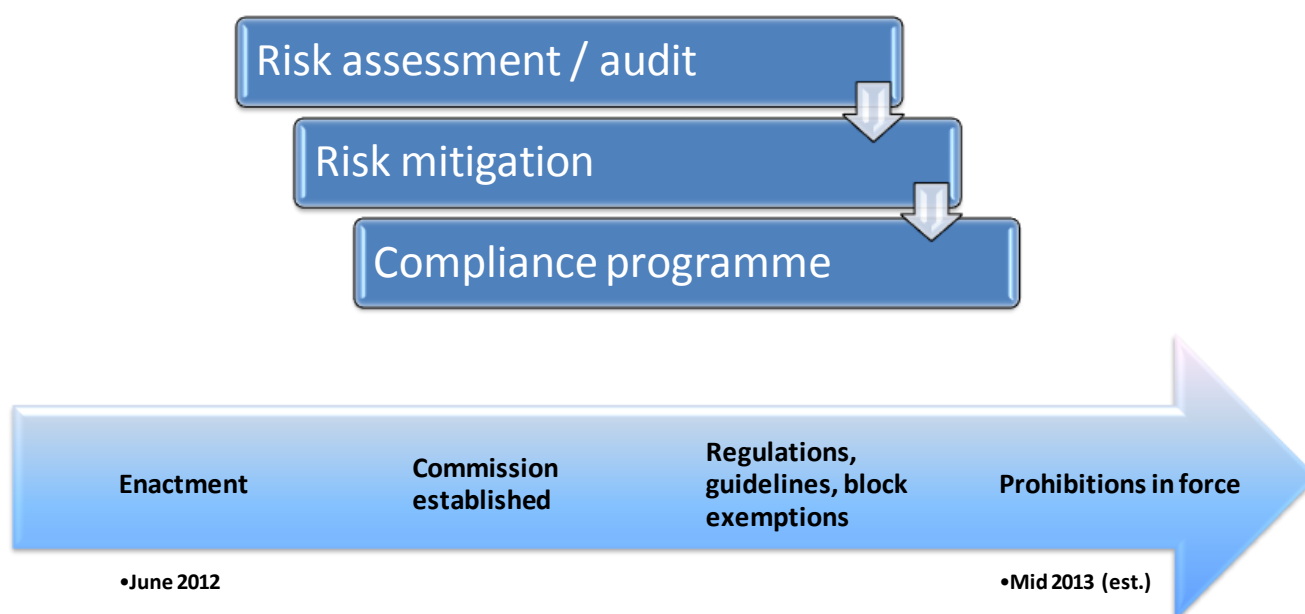 Risk assessment / audit
Risk mitigation
Compliance programme
Enactment
Commission
established
Regulations,
guidelines, block
exemptions
Prohibitions in force
•June 2012
•Mid 2013 (est.)